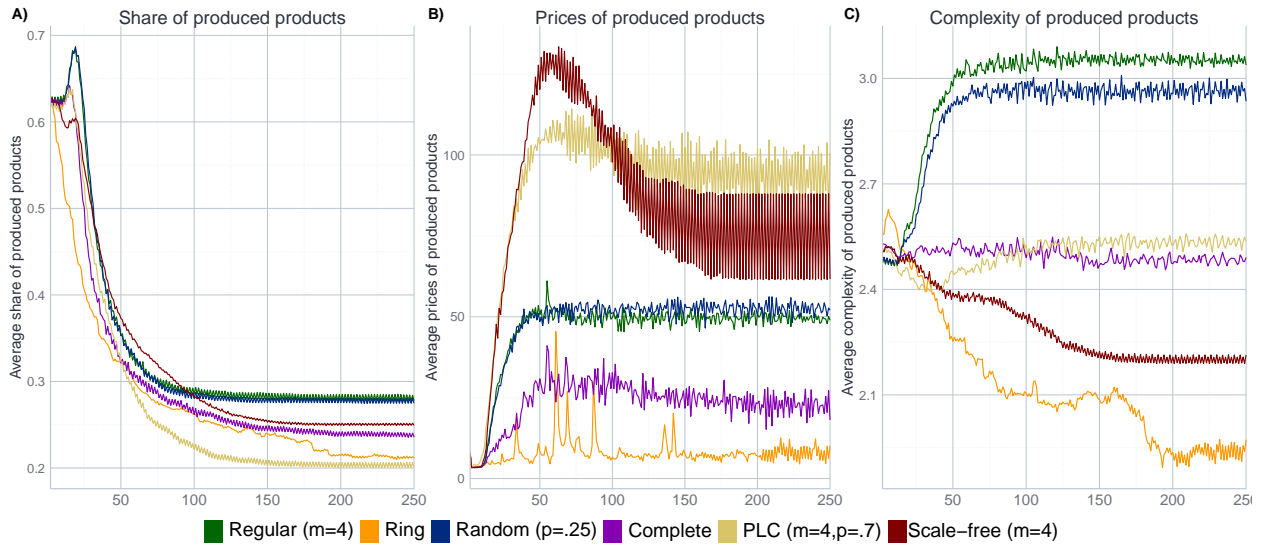 A) Share of produced products
B) Prices of produced products
C) Complexity of produced products
Average share of produced products
0.7
0.6
0.5
0.4
0.3
0.2
50 100 150 200 250
Average prices of produced products
100
50
0
50 100 150 200 250
Average complexity of produced products
3.0
2.7
2.4
2.1
50 100 150 200 25
Regular (m=4) Ring Random (p=.25) Complete PLC (m=4,p=.7) Scale−free (m=4)